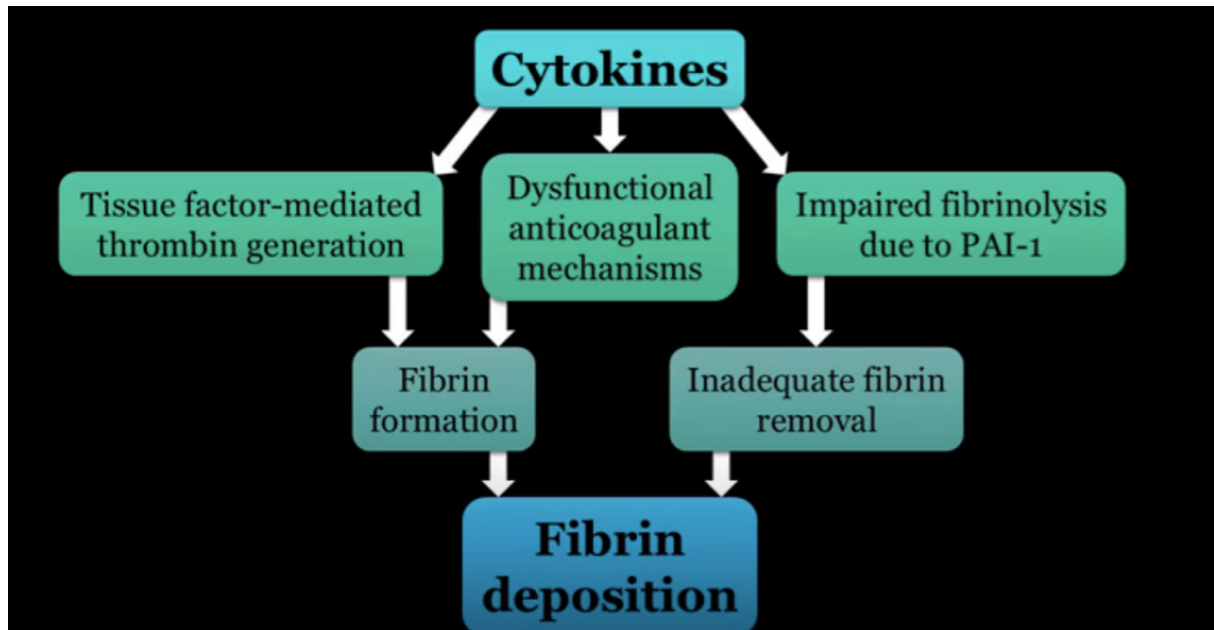 Cytokines
Tissue factor-mediated
thrombin generation
Dysfunctional
anticoagulant
mechanisms
Impaired fibrinolysis
due to PAI-1
Fibrin
formation
Inadequate fibrin
removal
Fibrin
deposition